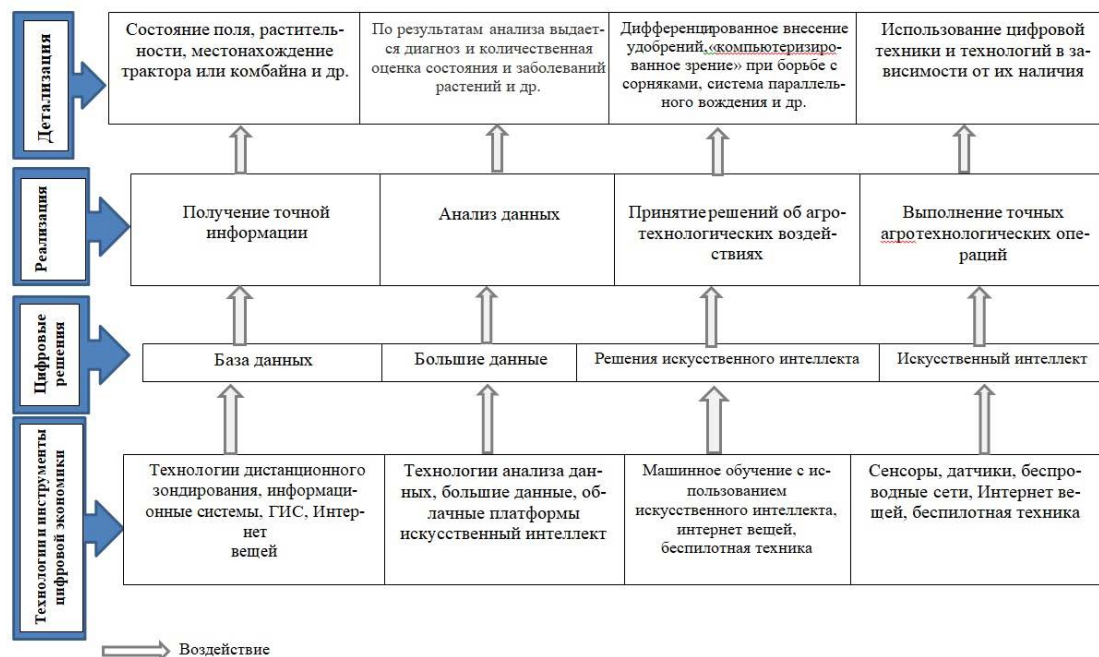 Детализация
Состояние поля, раститель-
ности, местонахождение
трактора или комбайна и др.
По результатам анализа выдает-
ся диагноз и количественная
оценка состояния и заболеваний
растений и др.
Дифференцированное внесение
удобрений,«компьютеризиро-
ванное зрение» при борьбе с
сорняками, система параллель-
ного вождения и др.
Использование цифровой
техники и технологий в за-
висимости от их наличия
Реализация
Получение точной
информации
Анализ данных
Принятие решений об агро-
технологических воздей-
ствиях
Выполнение точных
агротехнологических опе-
раций
Цифровые
решения
База данных
Большие данные
Решения искусственного интеллекта
Искусственный интеллект
Технологии и инструменты
цифровой экономики
Технологии дистанционного
зондирования, информаци-
онные системы, ГИС, Интер-
нет
вещей
Технологии анализа дан-
ных, большие данные, об-
лачные платформы
искусственный интеллект
Машинное обучение с ис-
пользованием
искусственного интеллекта,
интернет вещей,
беспилотная техника
Сенсоры, датчики, беспро-
водные сети, Интернет ве-
щей, беспилотная техника
Воздействие